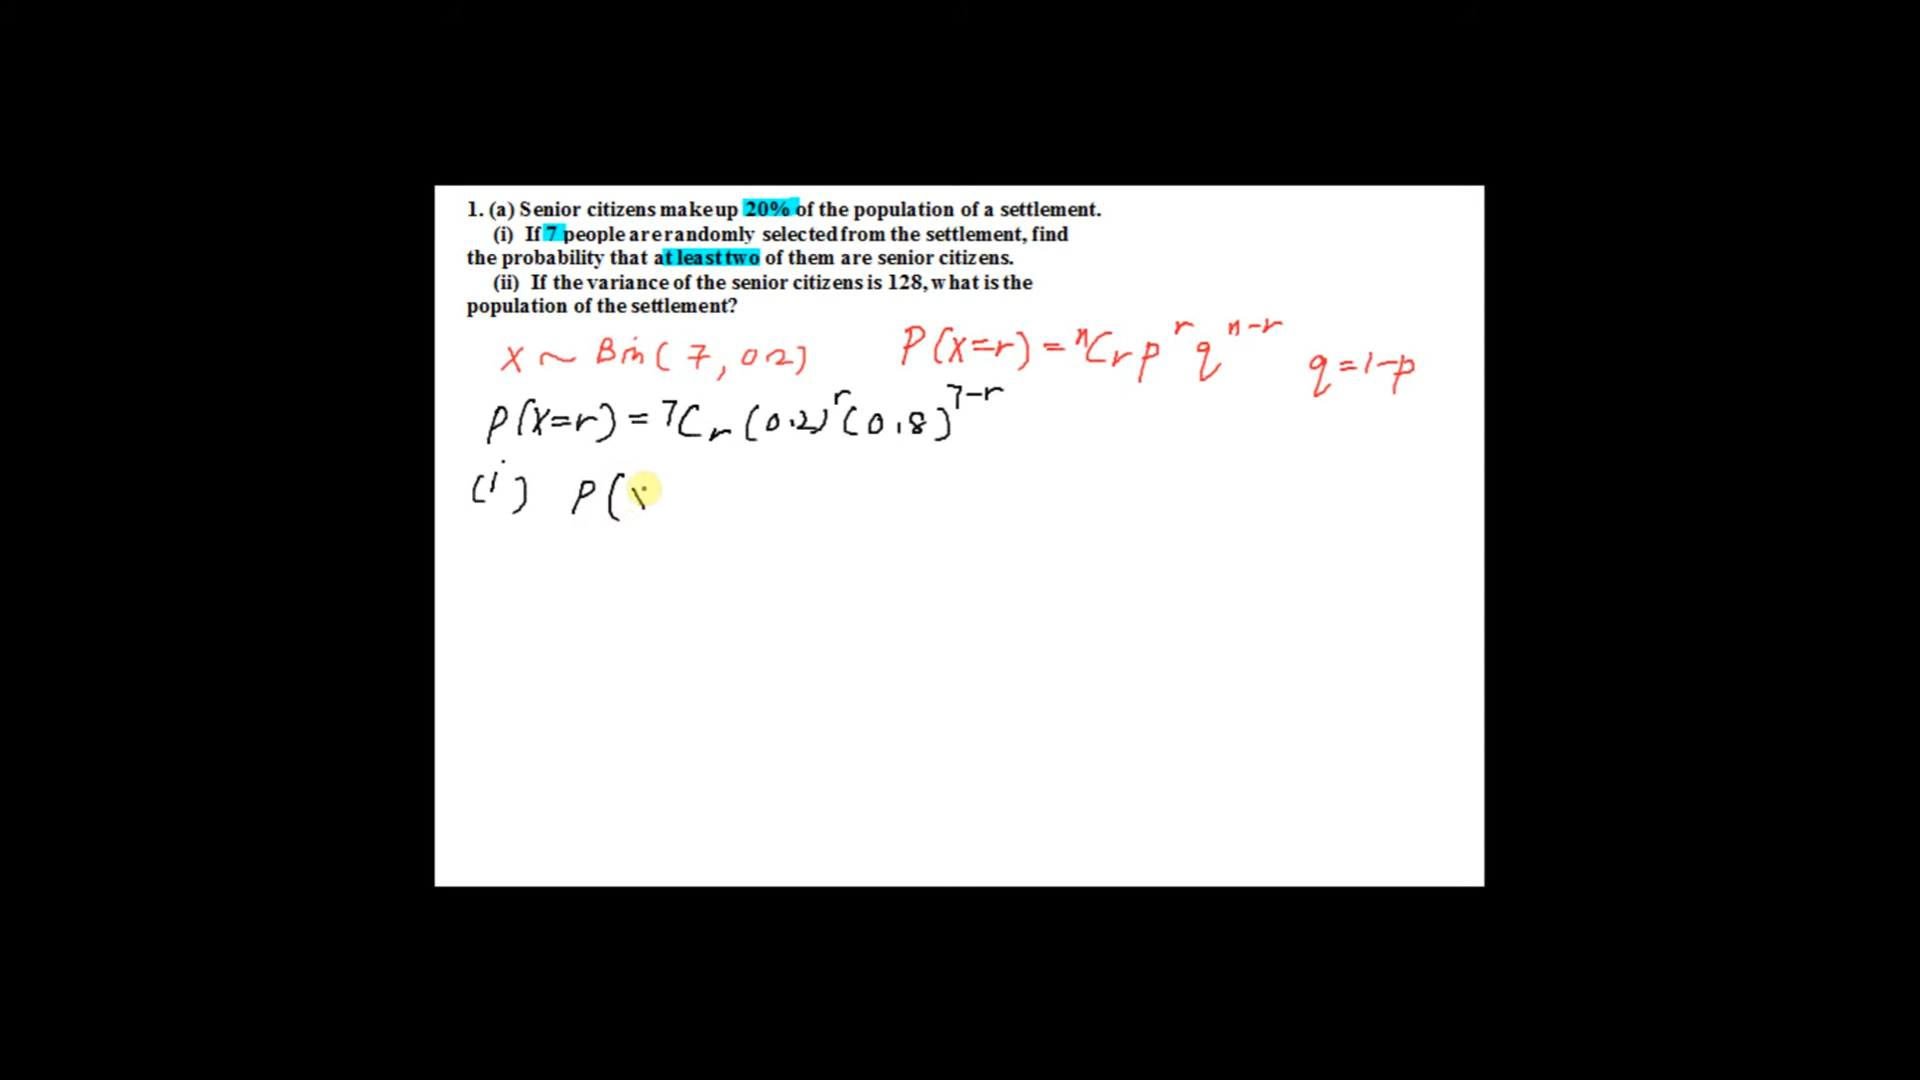 1. (a) Senior citizens make up 20% of the population of a settlement.
(i) If 7 people are randomly selected from the settlement, find
the probability that at least two of them are senior citizens.
(ii) If the variance of the senior citizens is 128, what is the
population of the settlement?
X ~ Bin( 7, 02) P(X=r) = ⁿCr pʳ qⁿ⁻ʳ q=1-p
P(X=r) = ⁷Cr (0.2)ʳ(0.8)⁷⁻ʳ
(i) P(